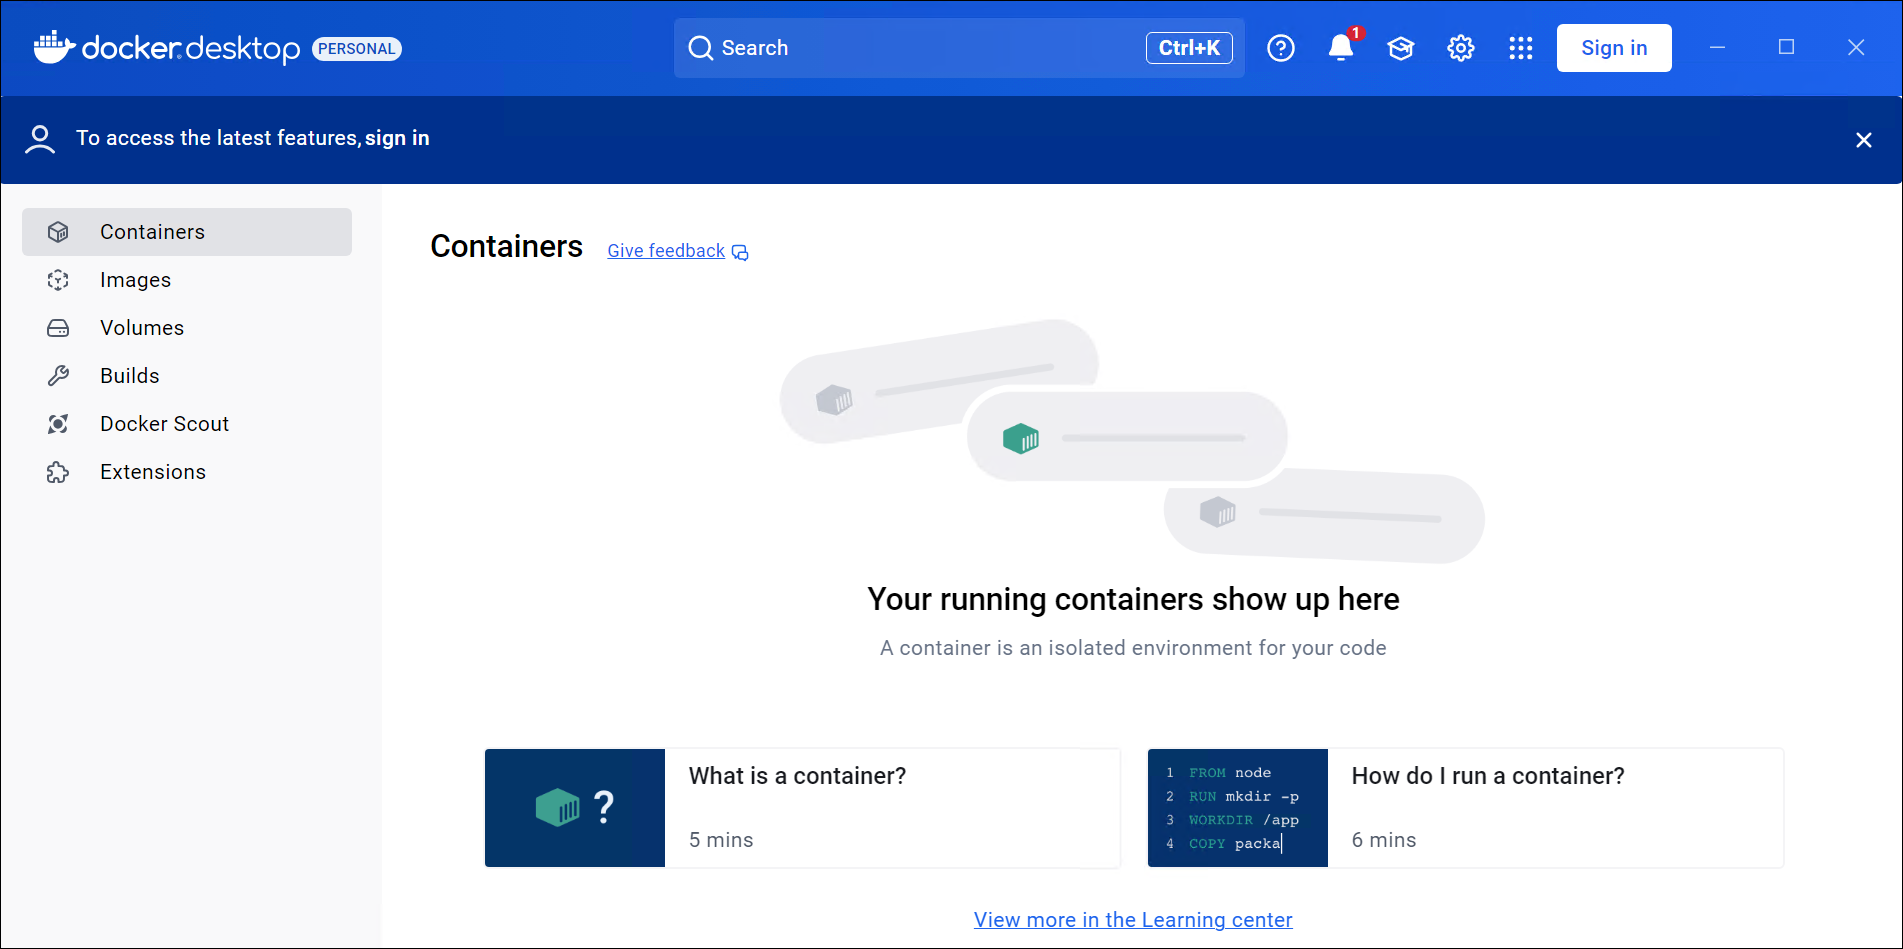 docker desktop PERSONAL
Search
Ctrl+K
1
Sign in
To access the latest features, sign in
Containers
Images
Volumes
Builds
Docker Scout
Extensions
Containers
Give feedback
Your running containers show up here
A container is an isolated environment for your code
?
What is a container?
5 mins
1 FROM node
2 RUN mkdir -p
3 WORKDIR /app
4 COPY packa
How do I run a container?
6 mins
View more in the Learning center